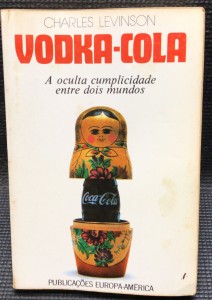 CHARLES LEVINSON
VODKA-COLA
A oculta cumplicidade
entre dois mundos
Coca-Cola
PUBLICAÇÕES EUROPA-AMÉRICA